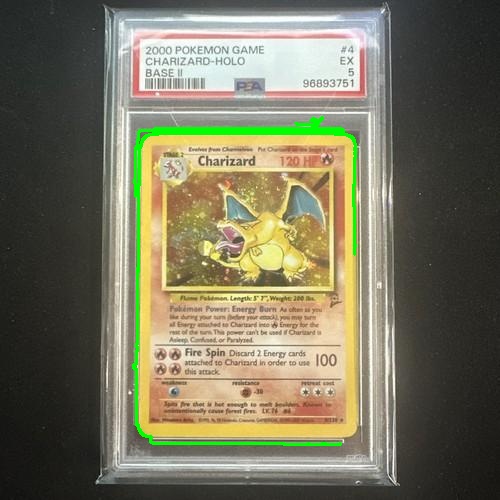 2000 POKEMON GAME #4
CHARIZARD-HOLO EX
BASE II 5
PSA 96893751
Evolves from Charmeleon Put Charizard on the Stage 1 card
STAGE 2
Charizard 120 HP
Flame Pokémon. Length: 5' 7", Weight: 200 lbs.
Pokémon Power: Energy Burn As often as you
like during your turn (before your attack), you may turn
all Energy attached to Charizard into Energy for the
rest of the turn. This power can't be used if Charizard is
Asleep, Confused, or Paralyzed.
Fire Spin Discard 2 Energy cards
attached to Charizard in order to use 100
this attack.
weakness resistance retreat cost
-30
Spits fire that is hot enough to melt boulders. Known to
unintentionally cause forest fires. LV.76 #6
4/130